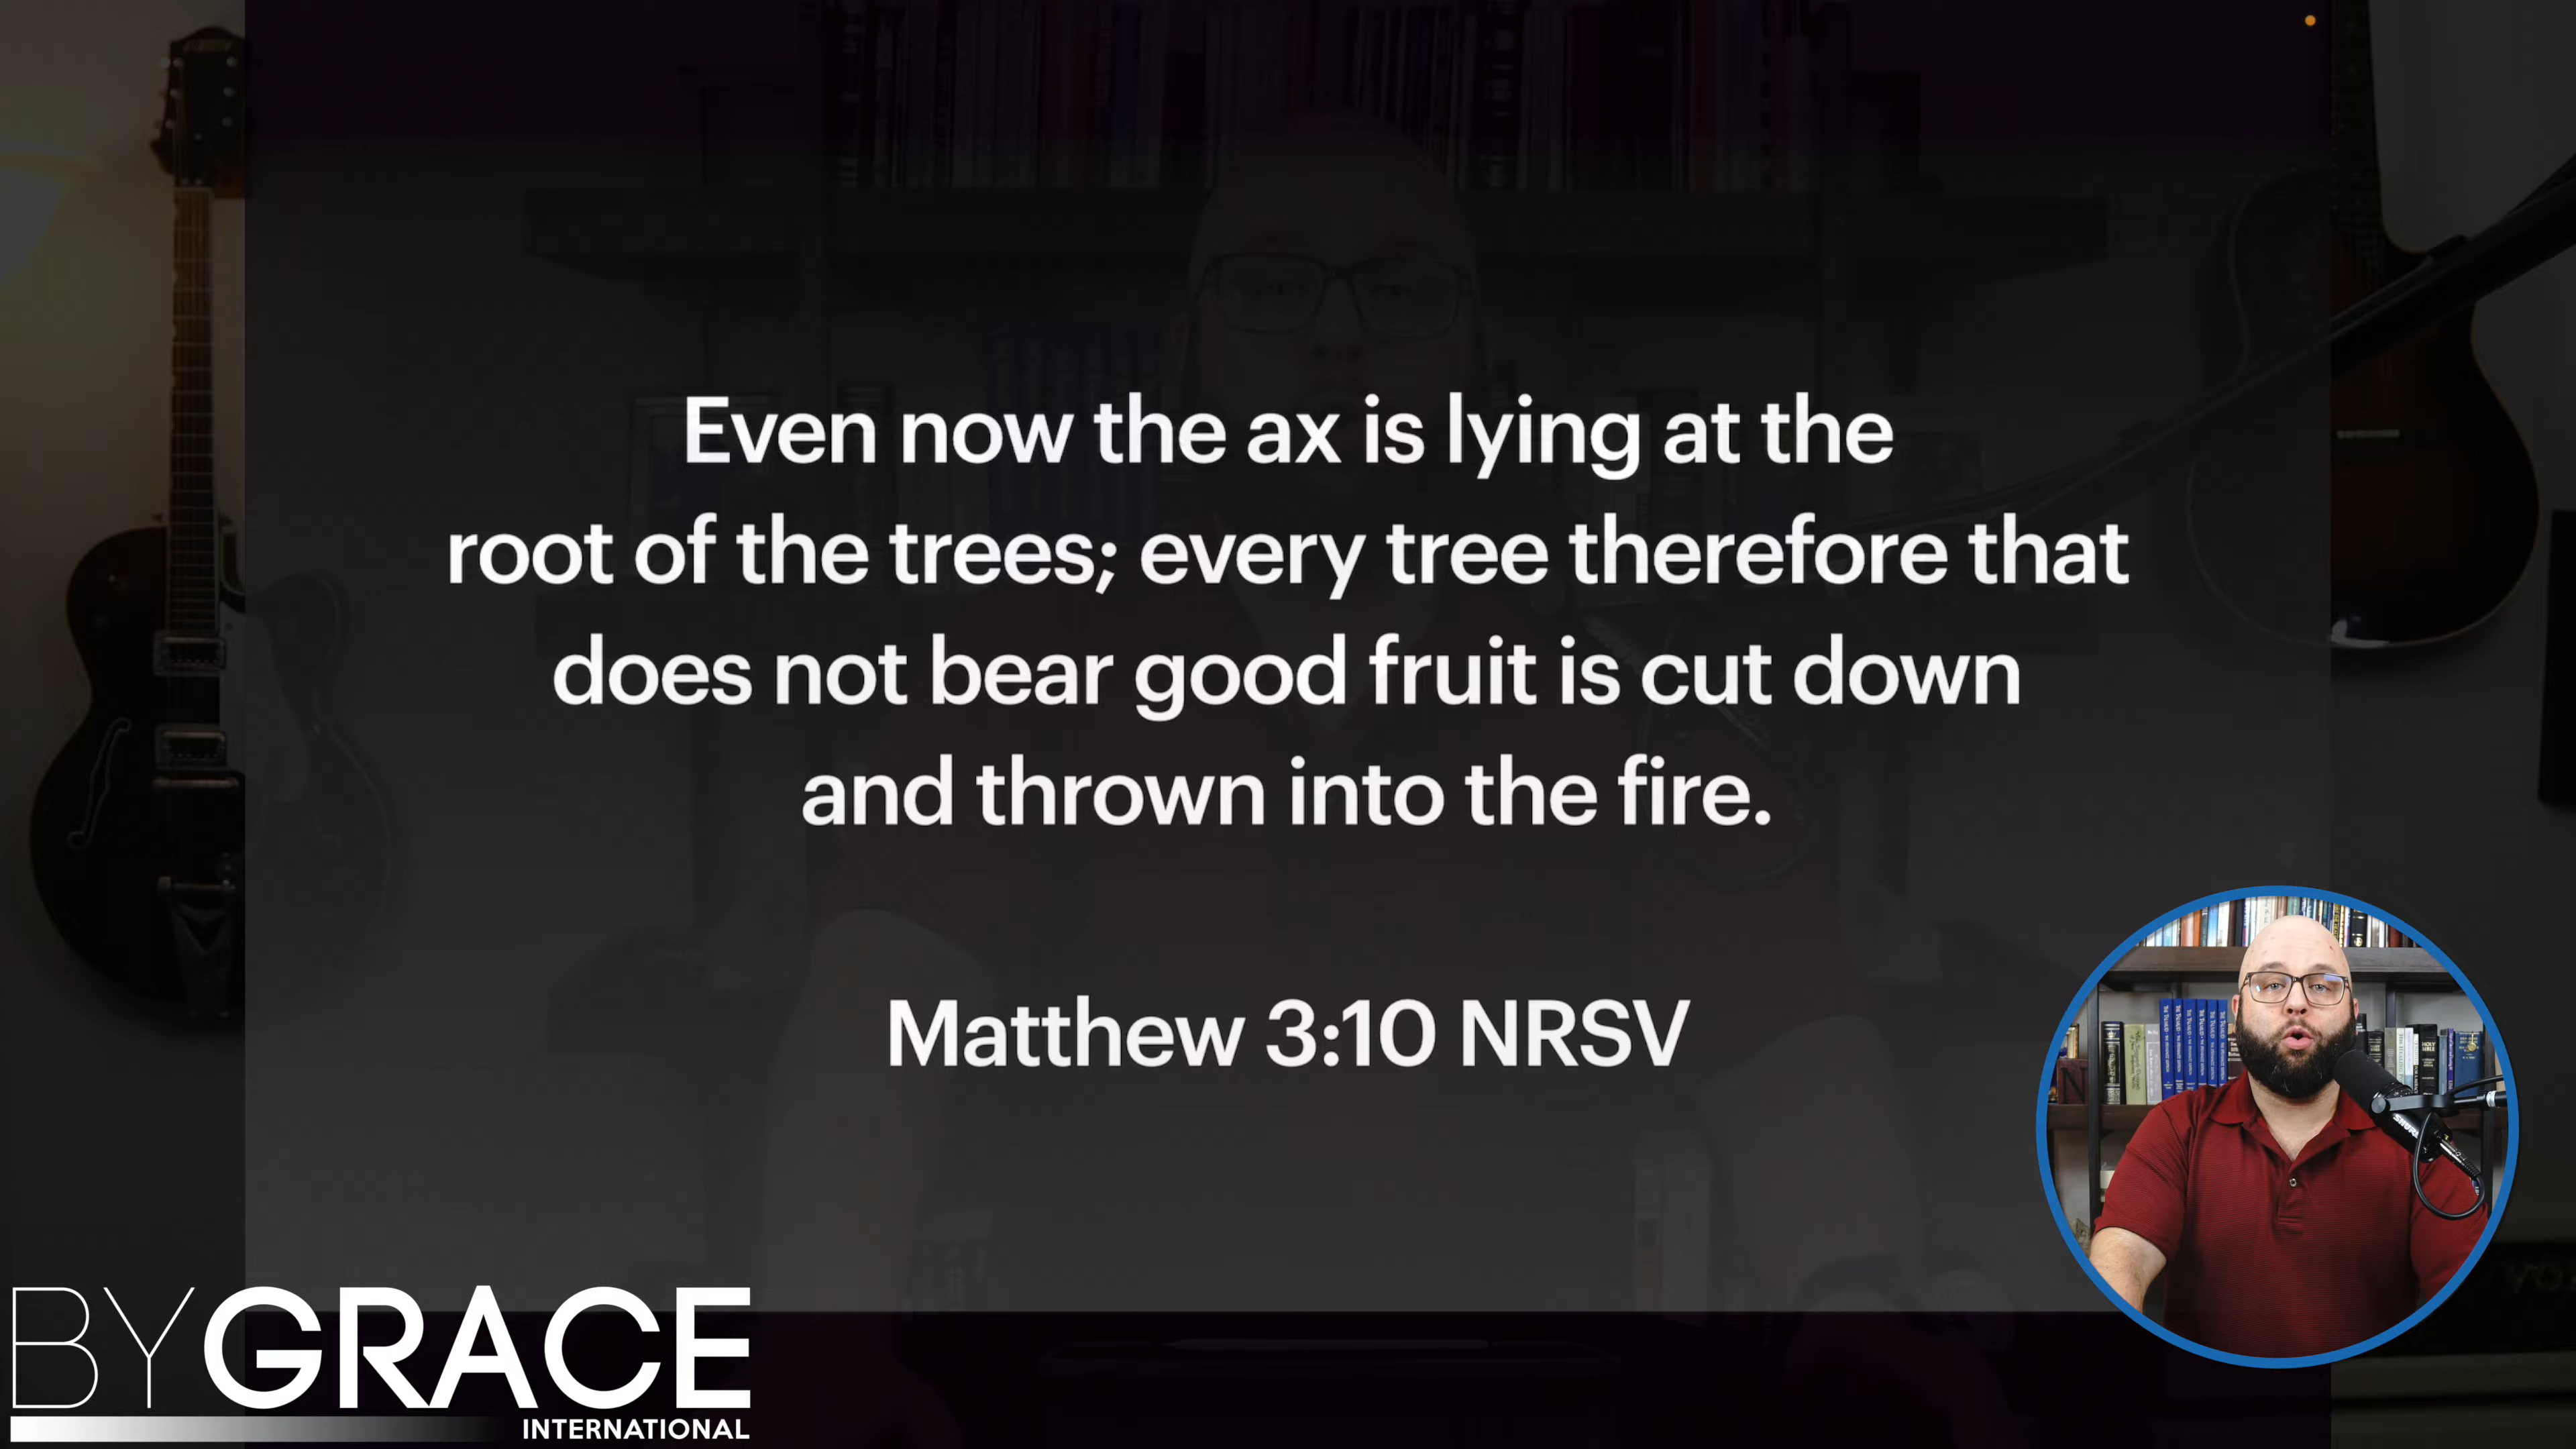 Even now the ax is lying at the
root of the trees; every tree therefore that
does not bear good fruit is cut down
and thrown into the fire.
Matthew 3:10 NRSV
BYGRACE
INTERNATIONAL